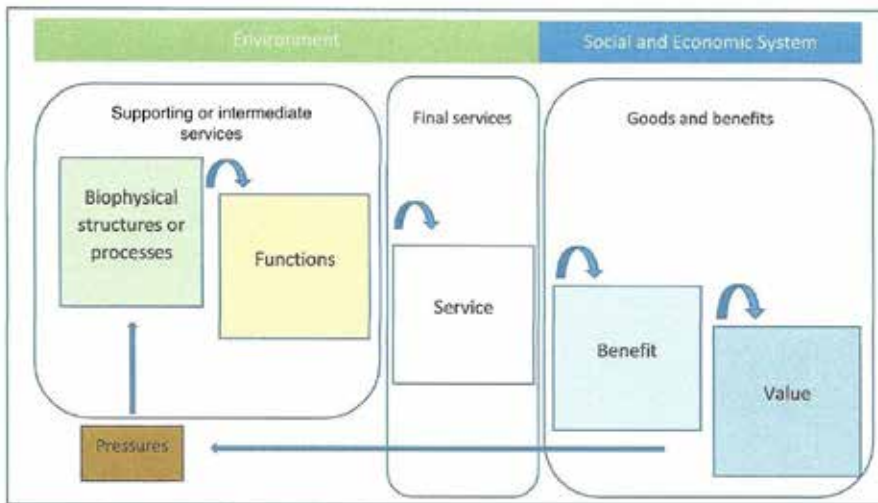 Environment
Social and Economic System
Supporting or intermediate
services
Final services
Goods and benefits
Biophysical
structures or
processes
Functions
Service
Benefit
Value
Pressures